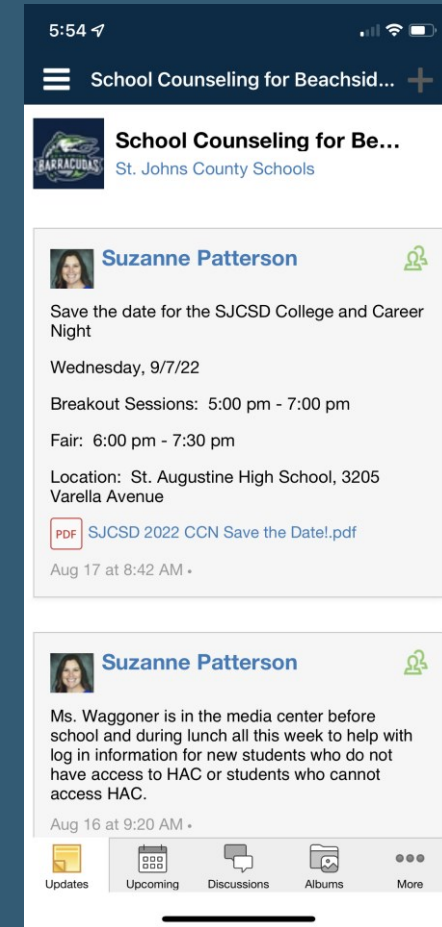 5:54
School Counseling for Beachsid...
BARRACUDAS
School Counseling for Be...
St. Johns County Schools
Suzanne Patterson
Save the date for the SJCSD College and Career
Night
Wednesday, 9/7/22
Breakout Sessions:  5:00 pm - 7:00 pm
Fair:  6:00 pm - 7:30 pm
Location:  St. Augustine High School, 3205
Varella Avenue
PDF SJCSD 2022 CCN Save the Date!.pdf
Aug 17 at 8:42 AM •
Suzanne Patterson
Ms. Waggoner is in the media center before
school and during lunch all this week to help with
log in information for new students who do not
have access to HAC or students who cannot
access HAC.
Aug 16 at 9:20 AM •
Updates Upcoming Discussions Albums More